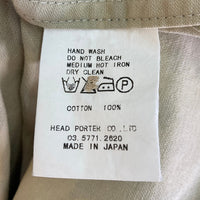 HAND WASH
DO NOT BLEACH
MEDIUM HOT IRON
DRY CLEAN
COTTON 100%
HEAD PORTER CO.,LTD
03.5771.2620
MADE IN JAPAN